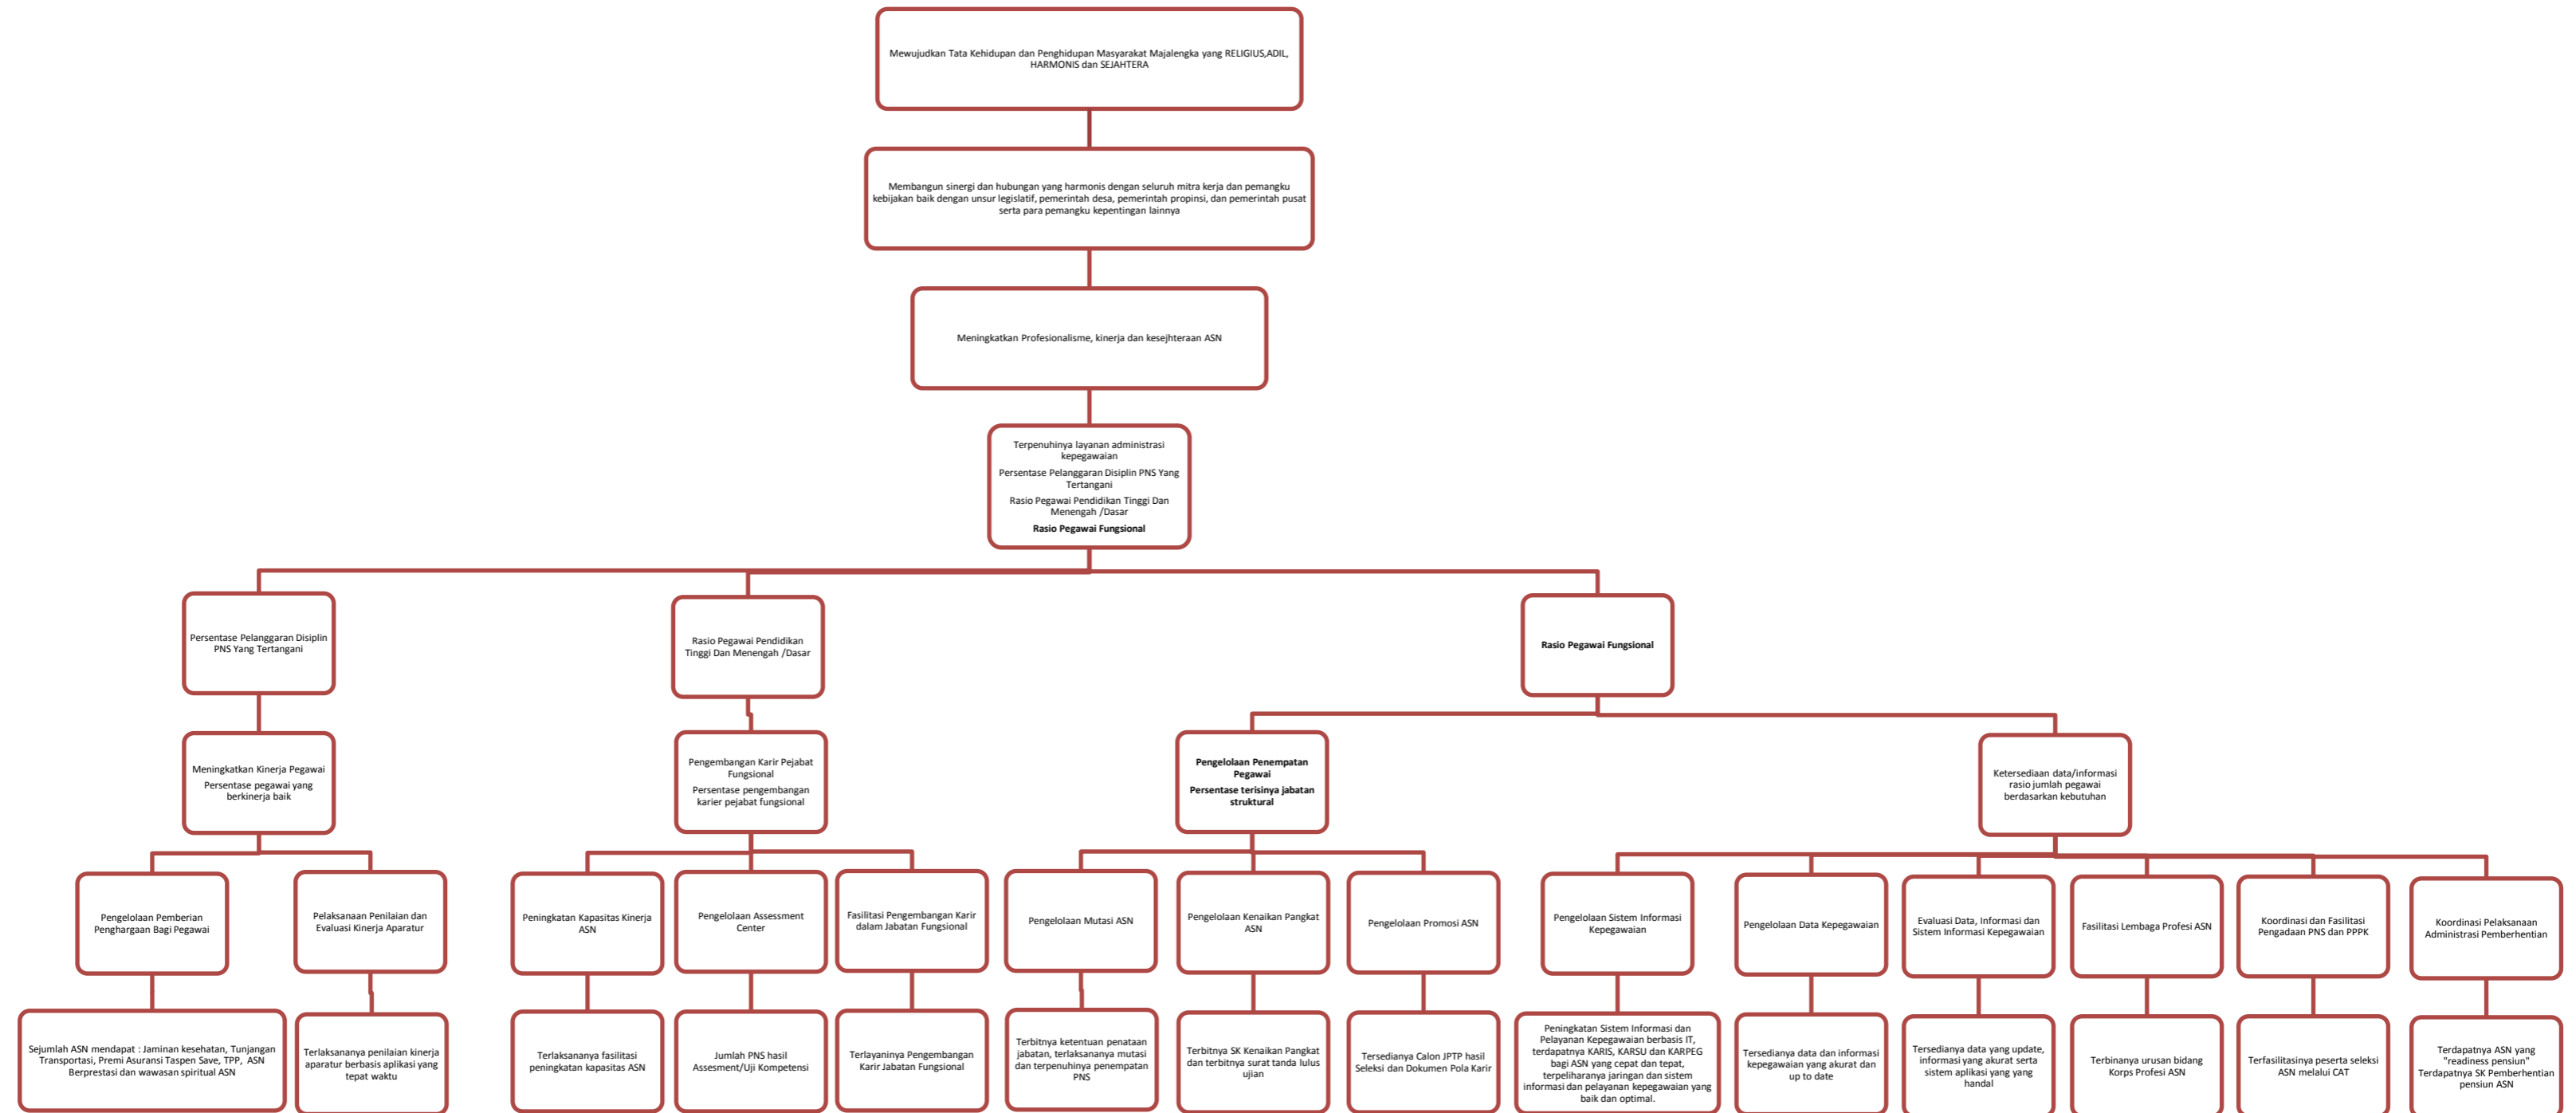 Mewujudkan Tata Kehidupan dan Penghidupan Masyarakat Majalengka yang RELIGIUS,ADIL,
HARMONIS dan SEJAHTERA
Membangun sinergi dan hubungan yang harmonis dengan seluruh mitra kerja dan pemangku
kebijakan baik dengan unsur legislatif, pemerintah desa, pemerintah propinsi, dan pemerintah pusat
serta para pemangku kepentingan lainnya
Meningkatkan Profesionalisme, kinerja dan kesejhteraan ASN
Terpenuhinya layanan administrasi
kepegawaian
Persentase Pelanggaran Disiplin PNS Yang
Tertangani
Rasio Pegawai Pendidikan Tinggi Dan
Menengah /Dasar
Rasio Pegawai Fungsional
Persentase Pelanggaran Disiplin
PNS Yang Tertangani
Rasio Pegawai Pendidikan
Tinggi Dan Menengah /Dasar
Rasio Pegawai Fungsional
Meningkatkan Kinerja Pegawai
Persentase pegawai yang
berkinerja baik
Pengembangan Karir Pejabat
Fungsional
Persentase pengembangan
karier pejabat fungsional
Pengelolaan Penempatan
Pegawai
Persentase terisinya jabatan
struktural
Ketersediaan data/informasi
rasio jumlah pegawai
berdasarkan kebutuhan
Pengelolaan Pemberian
Penghargaan Bagi Pegawai
Pelaksanaan Penilaian dan
Evaluasi Kinerja Aparatur
Peningkatan Kapasitas Kinerja
ASN
Pengelolaan Assessment
Center
Fasilitasi Pengembangan Karir
dalam Jabatan Fungsional
Pengelolaan Mutasi ASN
Pengelolaan Kenaikan Pangkat
ASN
Pengelolaan Promosi ASN
Pengelolaan Sistem Informasi
Kepegawaian
Pengelolaan Data Kepegawaian
Evaluasi Data, Informasi dan
Sistem Informasi Kepegawaian
Fasilitasi Lembaga Profesi ASN
Koordinasi dan Fasilitasi
Pengadaan PNS dan PPPK
Koordinasi Pelaksanaan
Administrasi Pemberhentian
Sejumlah ASN mendapat : Jaminan kesehatan, Tunjangan
Transportasi, Premi Asuransi Taspen Save, TPP, ASN
Berprestasi dan wawasan spiritual ASN
Terlaksananya penilaian kinerja
aparatur berbasis aplikasi yang
tepat waktu
Terlaksananya fasilitasi
peningkatan kapasitas ASN
Jumlah PNS hasil
Assesment/Uji Kompetensi
Terlayaninya Pengembangan
Karir Jabatan Fungsional
Terbitnya ketentuan penataan
jabatan, terlaksananya mutasi
dan terpenuhinya penempatan
PNS
Terbitnya SK Kenaikan Pangkat
dan terbitnya surat tanda lulus
ujian
Tersedianya Calon JPTP hasil
Seleksi dan Dokumen Pola Karir
Peningkatan Sistem Informasi dan
Pelayanan Kepegawaian berbasis IT,
terdapatnya KARIS, KARSU dan KARPEG
bagi ASN yang cepat dan tepat,
terpeliharanya jaringan dan sistem
informasi dan pelayanan kepegawaian yang
baik dan optimal.
Tersedianya data dan informasi
kepegawaian yang akurat dan
up to date
Tersedianya data yang update,
informasi yang akurat serta
sistem aplikasi yang yang
handal
Terbinanya urusan bidang
Korps Profesi ASN
Terfasilitasinya peserta seleksi
ASN melalui CAT
Terdapatnya ASN yang
"readiness pensiun"
Terdapatnya SK Pemberhentian
pensiun ASN